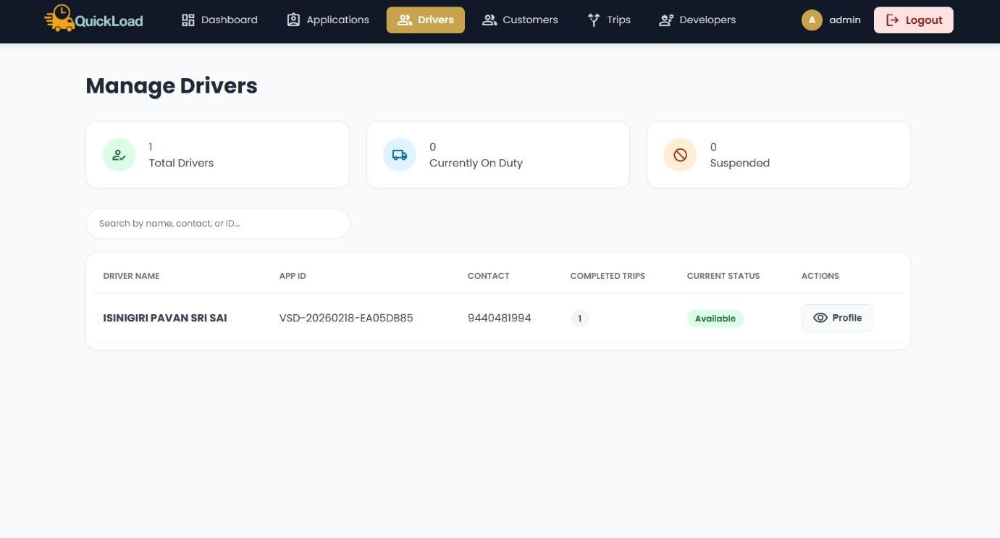 QuickLoad Dashboard Applications Drivers Customers Trips Developers A admin Logout
Manage Drivers
1
Total Drivers
0
Currently On Duty
0
Suspended
Search by name, contact, or ID...
DRIVER NAME APP ID CONTACT COMPLETED TRIPS CURRENT STATUS ACTIONS
ISINIGIRI PAVAN SRI SAI VSD-20260218-EA05DB85 9440481994 1 Available Profile